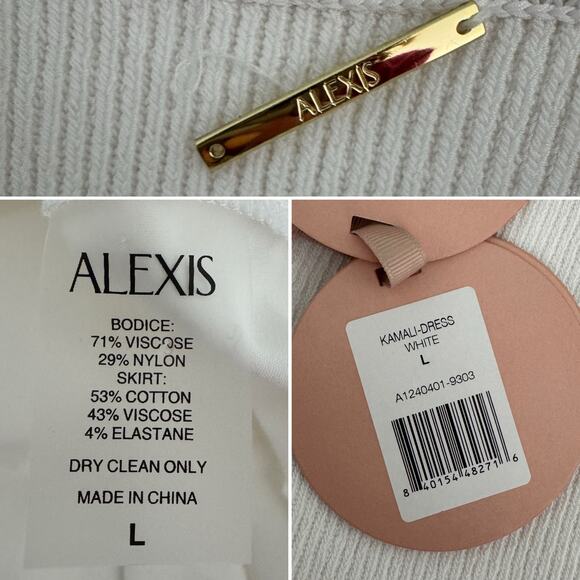 ALEXIS
ALEXIS
BODICE:
71% VISCOSE
29% NYLON
SKIRT:
53% COTTON
43% VISCOSE
4% ELASTANE
DRY CLEAN ONLY
MADE IN CHINA
L
KAMALI-DRESS
WHITE
L
A1240401-9303
8 40154 48271 6